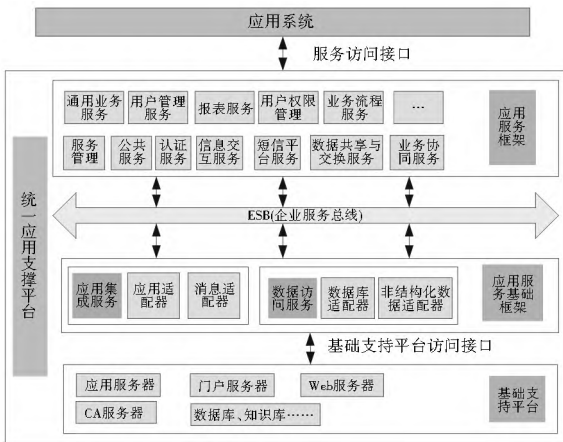 应用系统
服务访问接口
通用业务
服务
用户管理
服务
报表服务
用户权限
管理
业务流程
服务
…
应用
服务
框架
服务
管理
公共
服务
认证
服务
信息交
互服务
短信平
台服务
数据共享与
交换服务
业务协
同服务
统一应用支撑平台
ESB(企业服务总线)
应用集
成服务
应用适
配器
消息适
配器
数据访
问服务
数据库
适配器
非结构化数
据适配器
应用服
务基础
框架
基础支持平台访问接口
应用服务器
门户服务器
Web服务器
CA服务器
数据库、知识库……
基础支
持平台